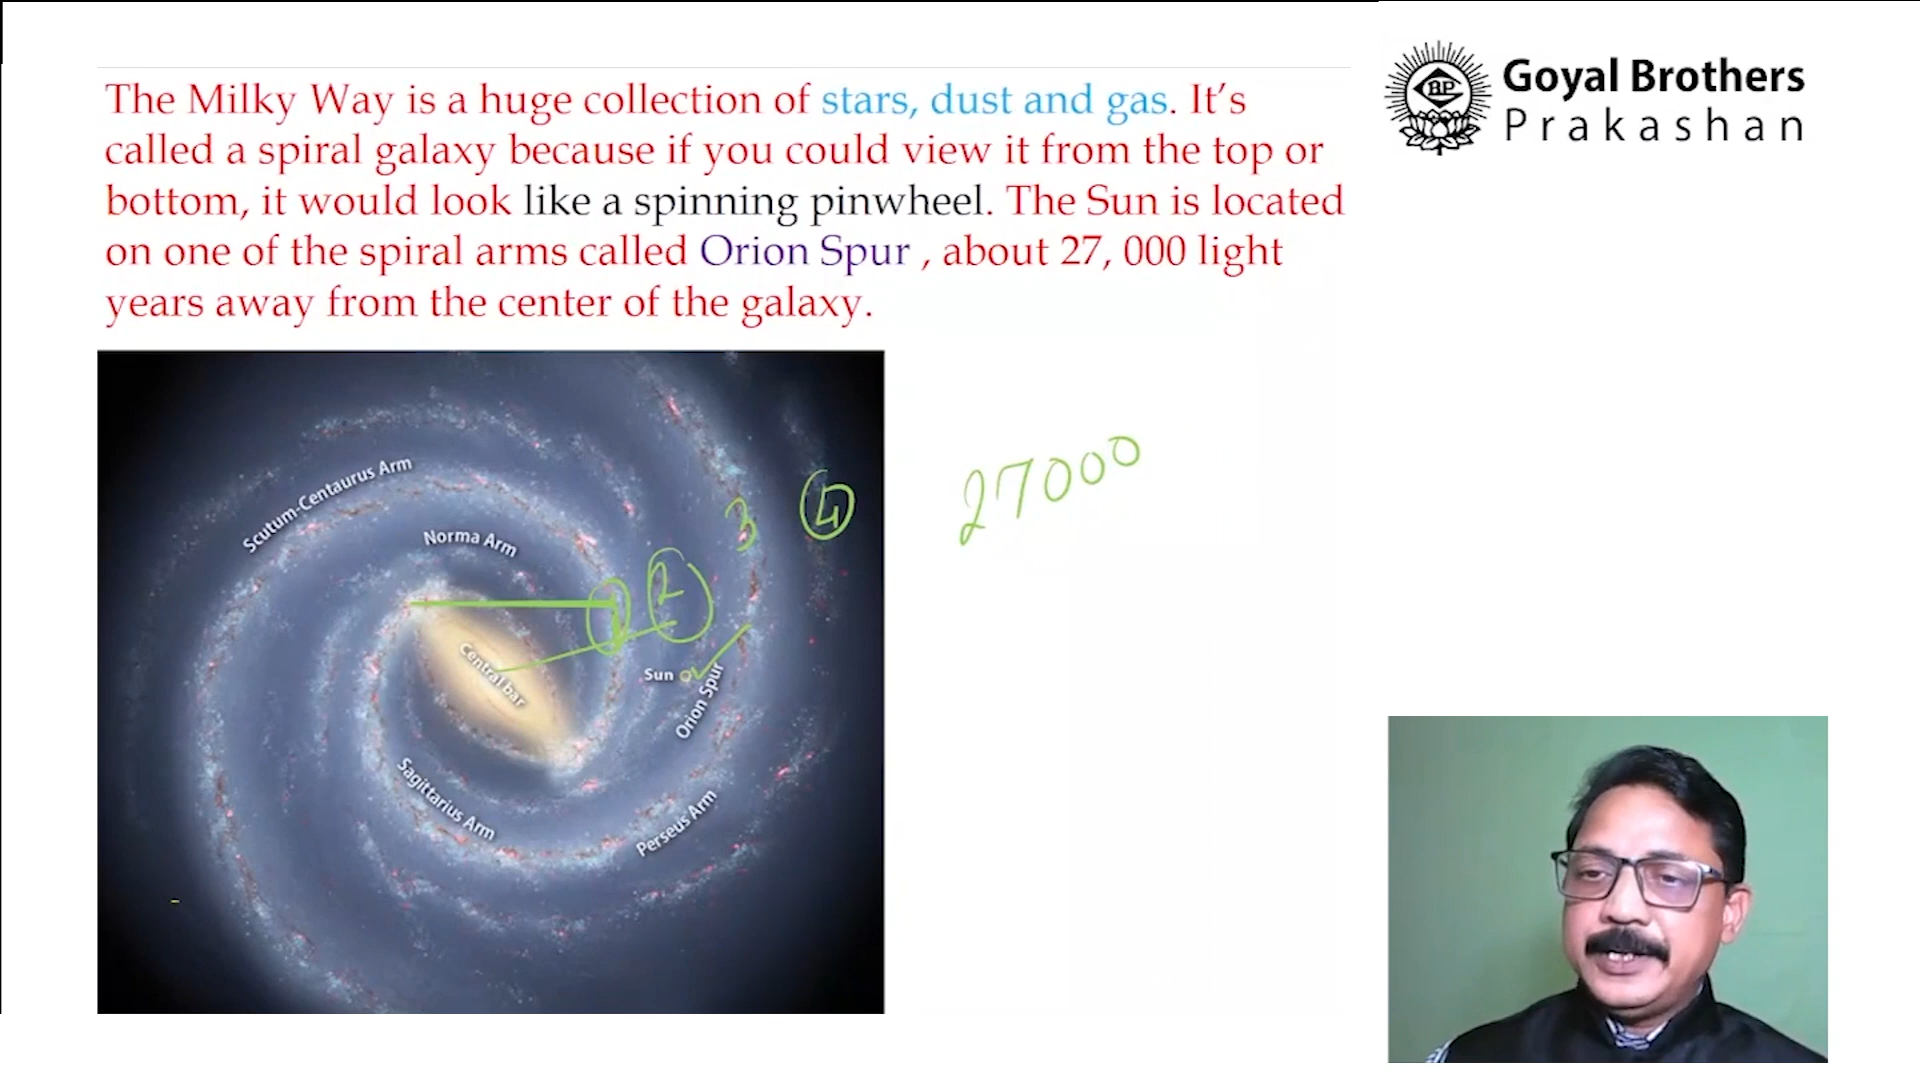 The Milky Way is a huge collection of stars, dust and gas. It's
called a spiral galaxy because if you could view it from the top or
bottom, it would look like a spinning pinwheel. The Sun is located
on one of the spiral arms called Orion Spur , about 27, 000 light
years away from the center of the galaxy.
BP
Goyal Brothers
Prakashan
Scutum-Centaurus Arm
Norma Arm
27000
3
4
2
Central bar
Sun
Orion Spur
Sagittarius Arm
Perseus Arm